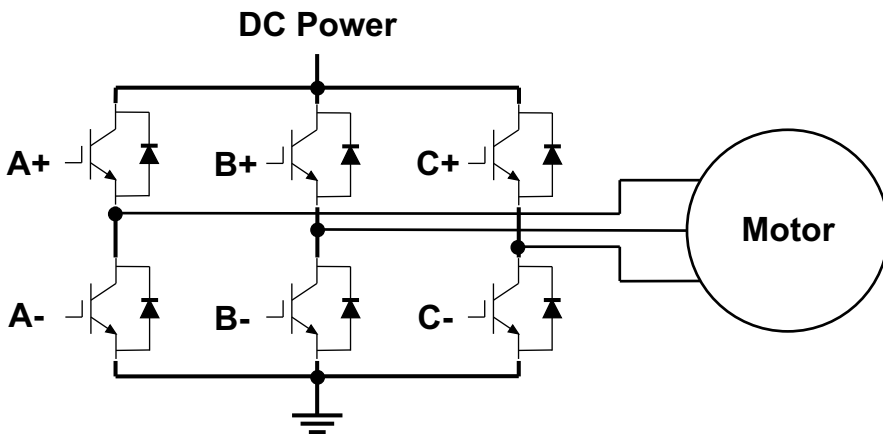 DC Power
A+
B+
C+
Motor
A-
B-
C-